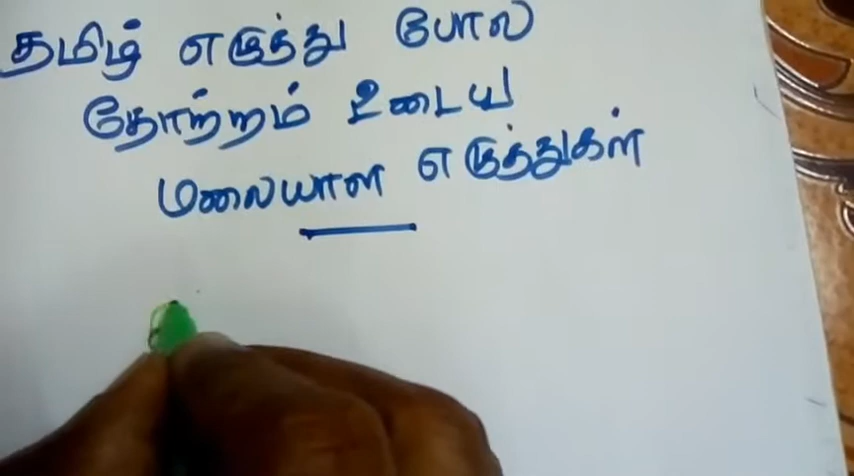 தமிழ் எழுத்து போல
தோற்றம் உடைய
மலையாள எழுத்துகள்